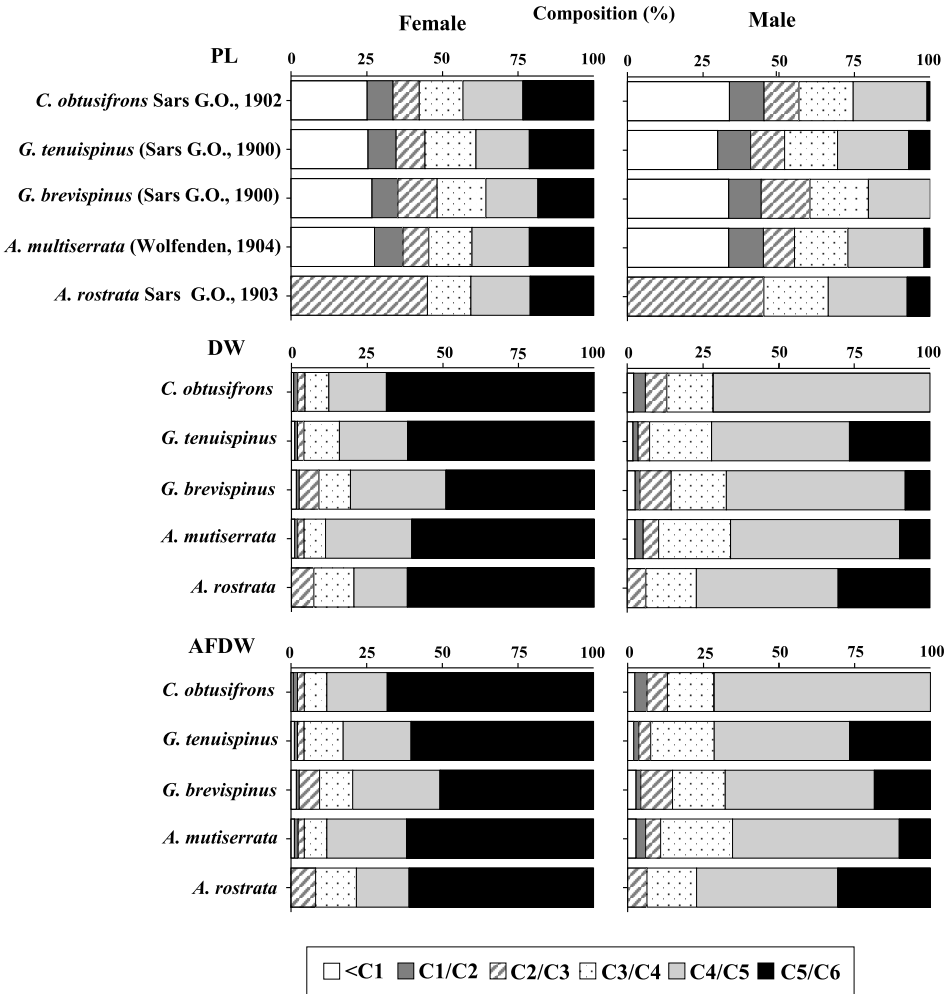 Composition (%)
Female Male
PL 0 25 50 75 100 0 25 50 75 100
C. obtusifrons Sars G.O., 1902
G. tenuispinus (Sars G.O., 1900)
G. brevispinus (Sars G.O., 1900)
A. multiserrata (Wolfenden, 1904)
A. rostrata Sars G.O., 1903
DW 0 25 50 75 100 0 25 50 75 100
C. obtusifrons
G. tenuispinus
G. brevispinus
A. mutiserrata
A. rostrata
AFDW 0 25 50 75 100 0 25 50 75 100
C. obtusifrons
G. tenuispinus
G. brevispinus
A. mutiserrata
A. rostrata
<C1 C1/C2 C2/C3 C3/C4 C4/C5 C5/C6